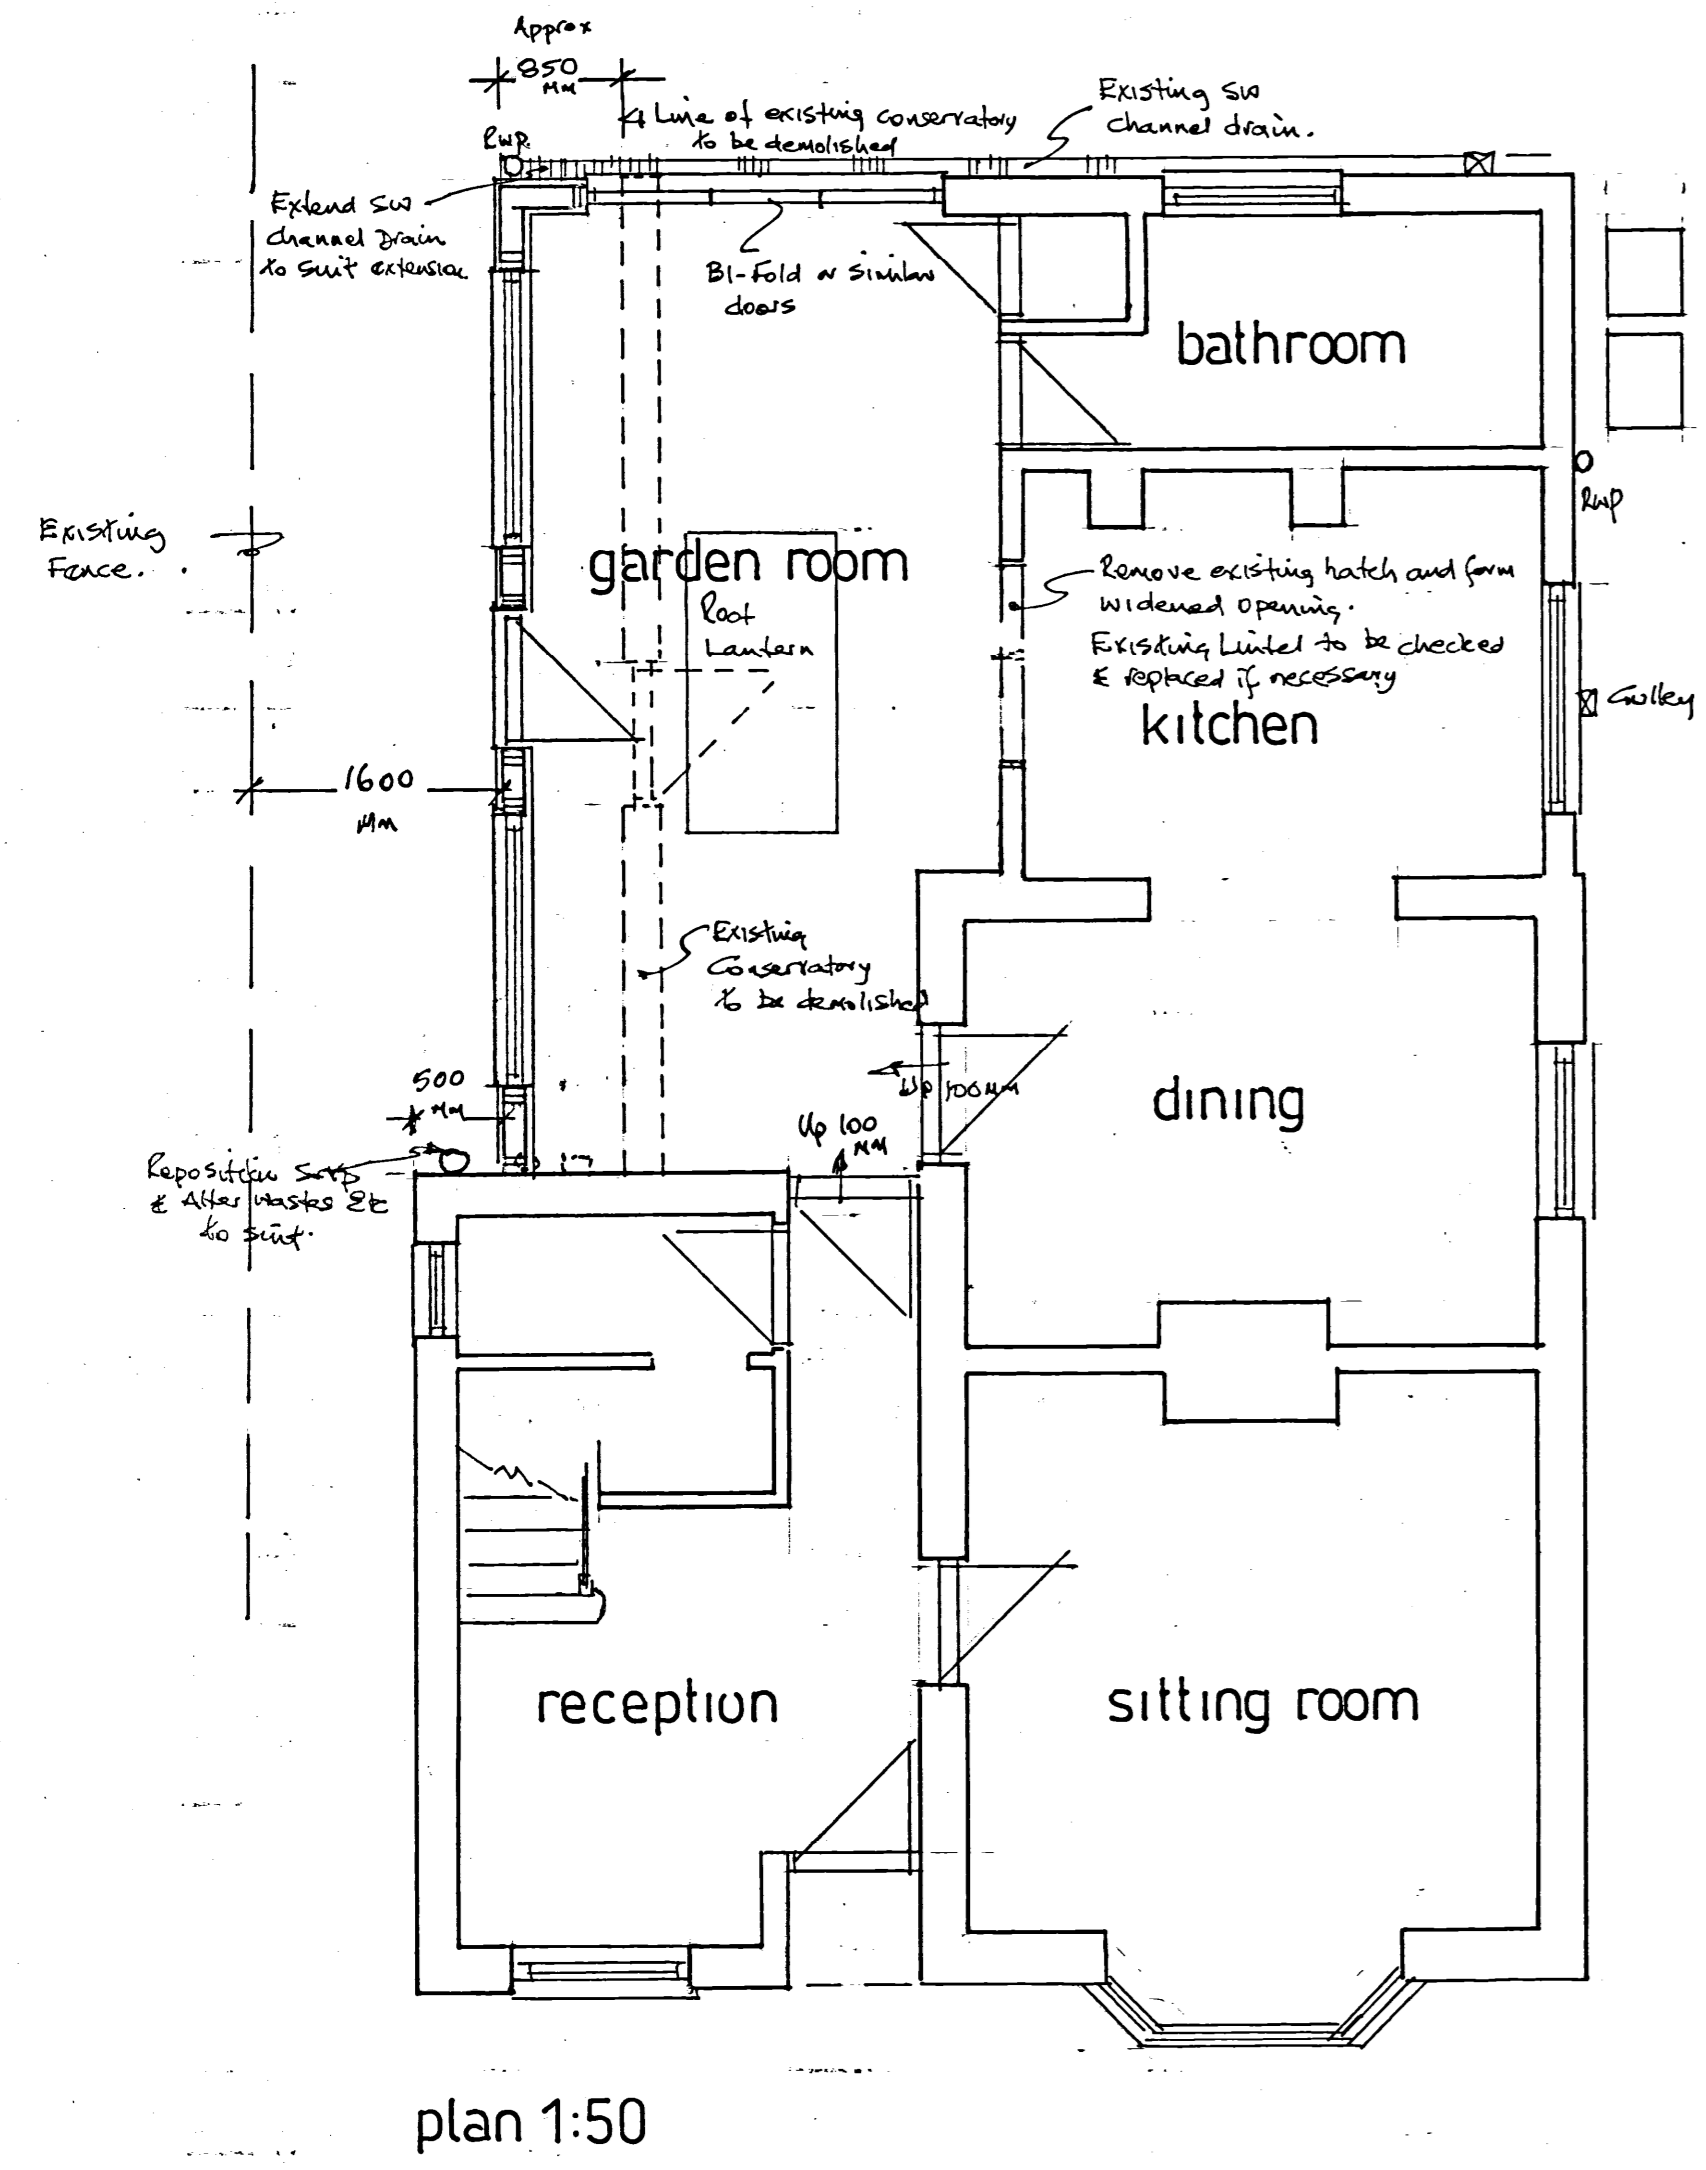 Approx
850
MM
Line of existing conservatory
to be demolished
Existing SW
channel drain.
RWP.
Extend SW
channel Drain
to suit extension
BI-Fold or Similar
doors
bathroom
RWP
Existing
Fence.
garden room
Roof
Lantern
Remove existing hatch and form
widened opening.
Existing Lintel to be checked
& replaced if necessary
kitchen
Gulley
1600
MM
Existing
Conservatory
to be demolished
500
MM
Up 100MM
Up 100
MM
dining
Reposition SVP
& Alter wastes Etc
to suit.
reception
sitting room
plan 1:50